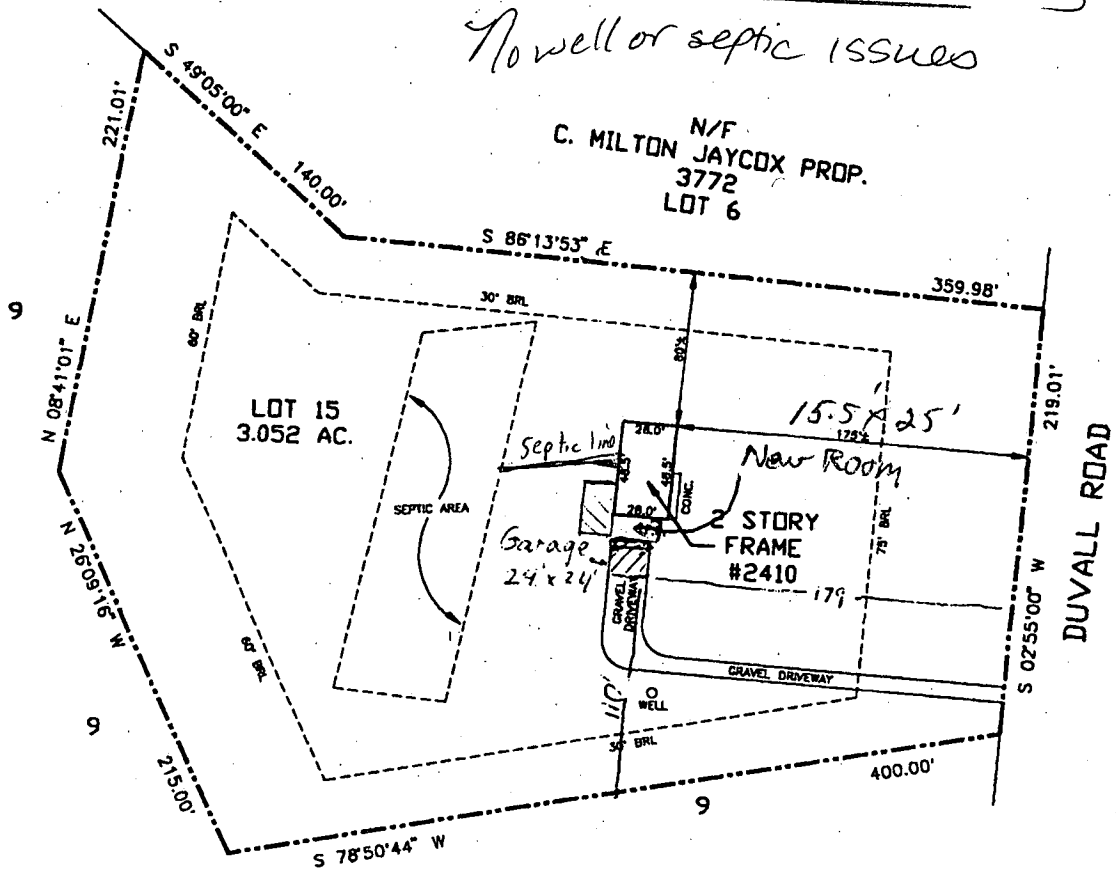 No well or septic issues
N/F
C. MILTON JAYCOX PROP.
3772
LOT 6
S 49°05'00" E
140.00'
221.01'
N 08°41'01" E
S 86°13'53" E
359.98'
30' BRL
60' BRL
9
LOT 15
3.052 AC.
SEPTIC AREA
septic line
80'±
28.0'
48.5'
48.5'
28.0'
CONC.
15.5' x 25'
175'±
New Room
2 STORY
FRAME
#2410
Garage
24' x 24'
179
75' BRL
219.01'
S 02°55'00" W
DUVALL ROAD
GRAVEL
DRIVEWAY
GRAVEL DRIVEWAY
WELL
110'
30' BRL
60' BRL
N 26°09'16" W
215.00'
9
400.00'
9
S 78°50'44" W